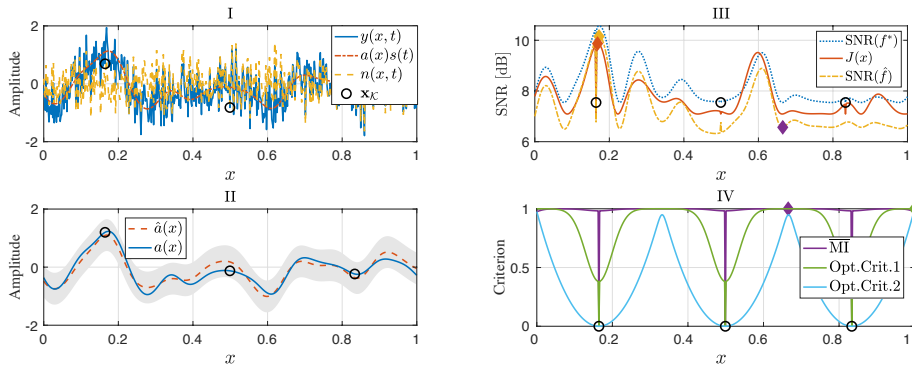 I
Amplitude
2
0
-2
0 0.2 0.4 0.6 0.8 1
x
y(x, t)
a(x)s(t)
n(x, t)
x𝒦
III
SNR [dB]
10
8
6
0 0.2 0.4 0.6 0.8 1
x
SNR(f*)
J(x)
SNR(f̂)
II
Amplitude
2
0
-2
0 0.2 0.4 0.6 0.8 1
x
â(x)
a(x)
IV
Criterion
1
0.5
0
0 0.2 0.4 0.6 0.8 1
x
M̅I̅
Opt.Crit.1
Opt.Crit.2